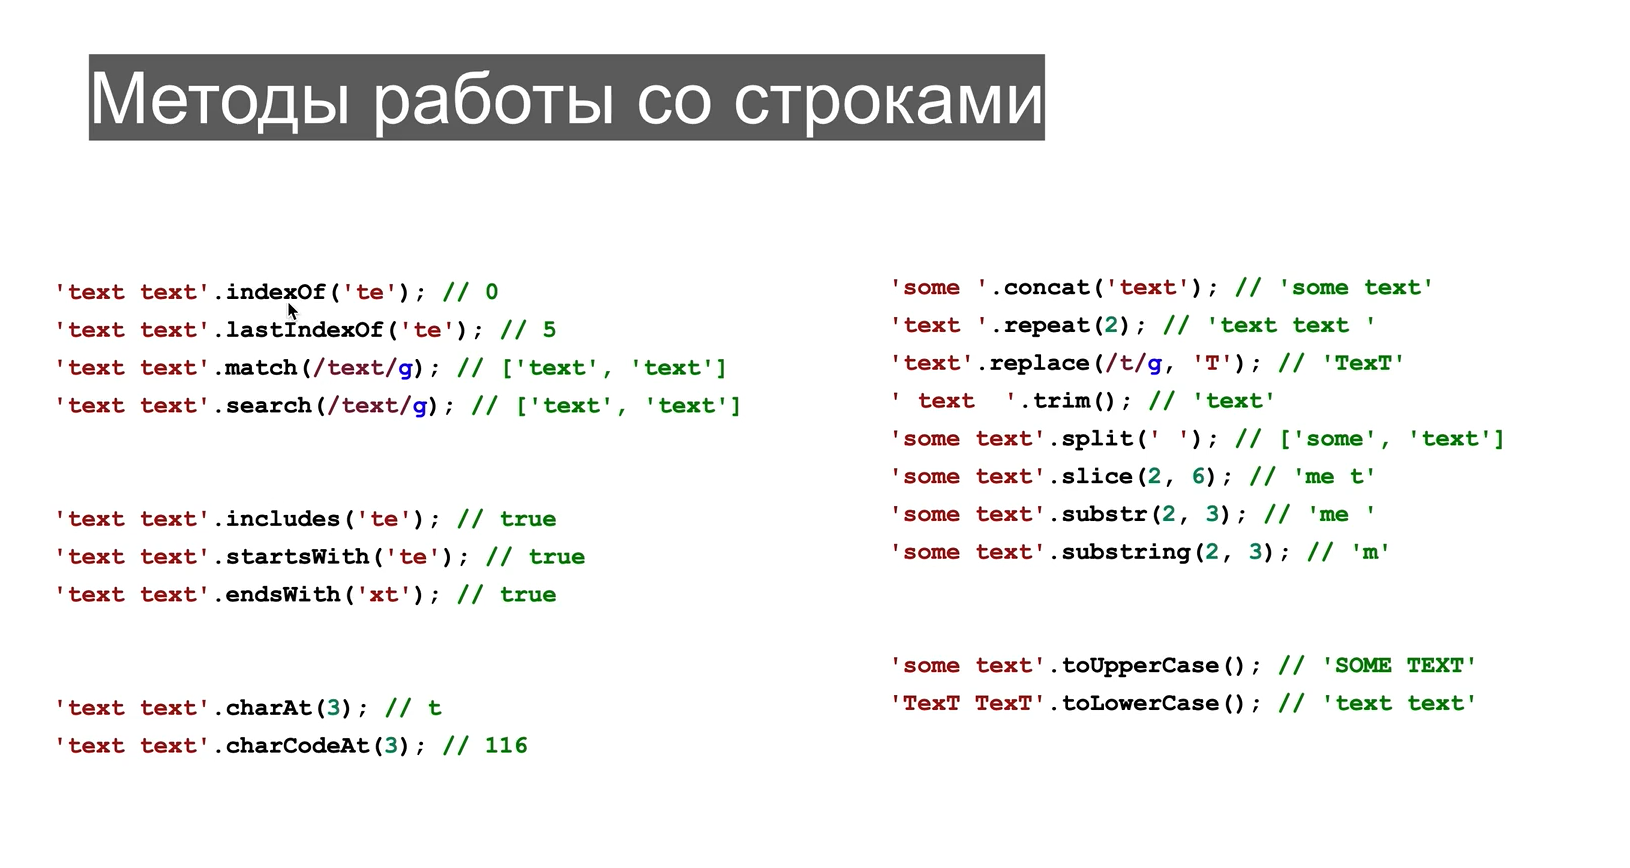 Методы работы со строками
'text text'.indexOf('te'); // 0
'text text'.lastIndexOf('te'); // 5
'text text'.match(/text/g); // ['text', 'text']
'text text'.search(/text/g); // ['text', 'text']
'text text'.includes('te'); // true
'text text'.startsWith('te'); // true
'text text'.endsWith('xt'); // true
'text text'.charAt(3); // t
'text text'.charCodeAt(3); // 116
'some '.concat('text'); // 'some text'
'text '.repeat(2); // 'text text '
'text'.replace(/t/g, 'T'); // 'TexT'
' text  '.trim(); // 'text'
'some text'.split(' '); // ['some', 'text']
'some text'.slice(2, 6); // 'me t'
'some text'.substr(2, 3); // 'me '
'some text'.substring(2, 3); // 'm'
'some text'.toUpperCase(); // 'SOME TEXT'
'TexT TexT'.toLowerCase(); // 'text text'